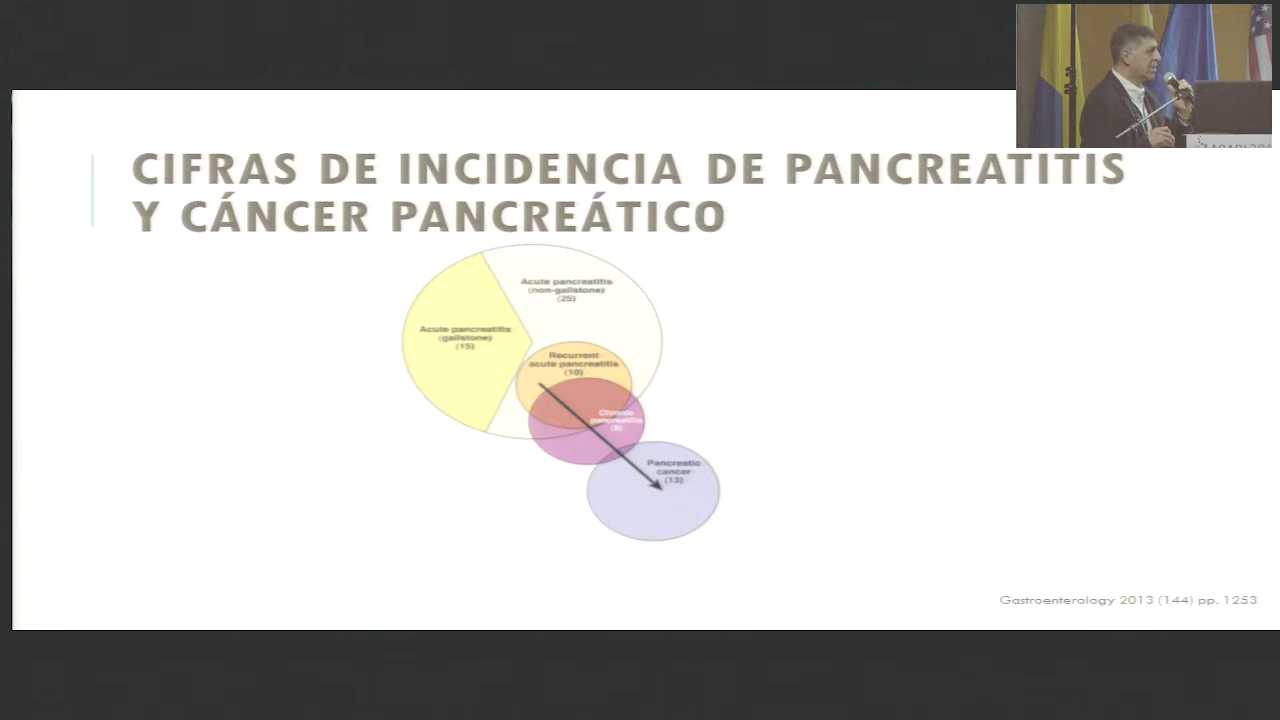 CIFRAS DE INCIDENCIA DE PANCREATITIS
Y CÁNCER PANCREÁTICO
Acute pancreatitis
(non-gallstone)
(25)
Acute pancreatitis
(gallstone)
(15)
Recurrent
acute pancreatitis
(10)
Chronic
pancreatitis
Pancreatic
cancer
(13)
Gastroenterology 2013 (144) pp. 1253